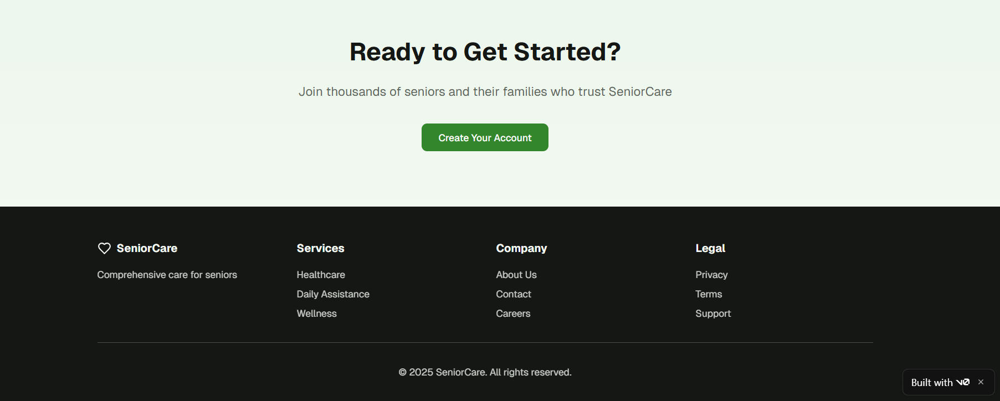 Ready to Get Started?
Join thousands of seniors and their families who trust SeniorCare
Create Your Account
SeniorCare
Comprehensive care for seniors
Services
Healthcare
Daily Assistance
Wellness
Company
About Us
Contact
Careers
Legal
Privacy
Terms
Support
© 2025 SeniorCare. All rights reserved.
Built with v0